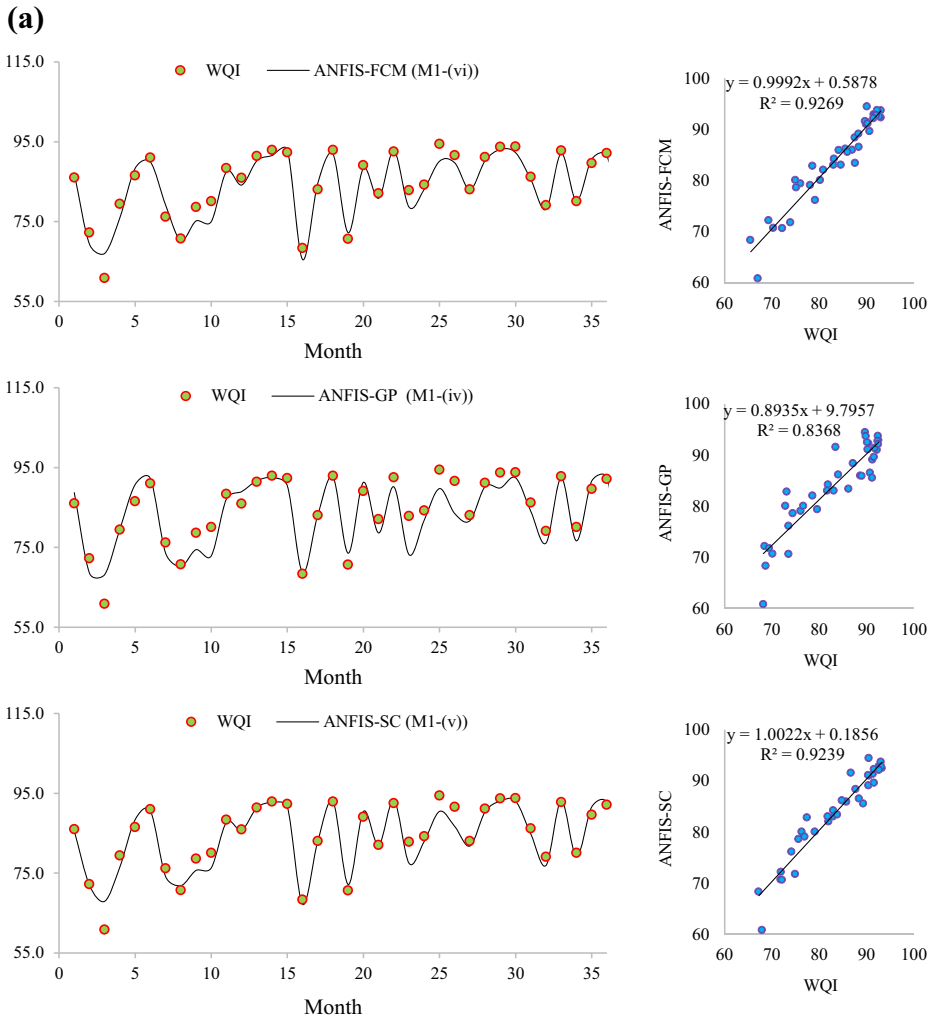 (a)
115.0
95.0
75.0
55.0
WQI
ANFIS-FCM (M1-(vi))
0 5 10 15 20 25 30 35
Month
y = 0.9992x + 0.5878
R² = 0.9269
100
90
80
70
60
ANFIS-FCM
60 70 80 90 100
WQI
115.0
95.0
75.0
55.0
WQI
ANFIS-GP (M1-(iv))
0 5 10 15 20 25 30 35
Month
y = 0.8935x + 9.7957
R² = 0.8368
100
90
80
70
60
ANFIS-GP
60 70 80 90 100
WQI
115.0
95.0
75.0
55.0
WQI
ANFIS-SC (M1-(v))
0 5 10 15 20 25 30 35
Month
y = 1.0022x + 0.1856
R² = 0.9239
100
90
80
70
60
ANFIS-SC
60 70 80 90 100
WQI